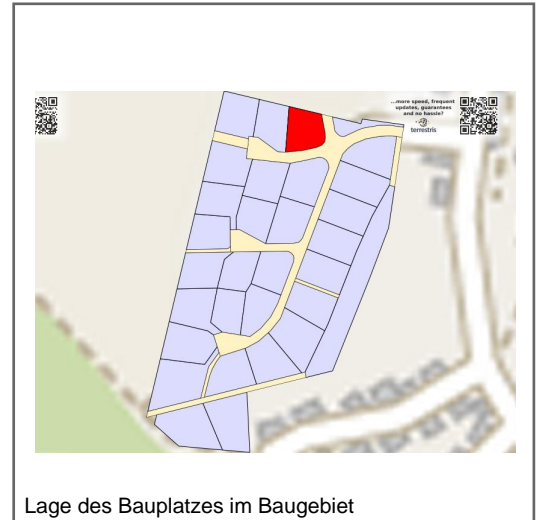 ...more speed, frequent
updates, guarantees
and no hassle?
terrestris
Lage des Bauplatzes im Baugebiet